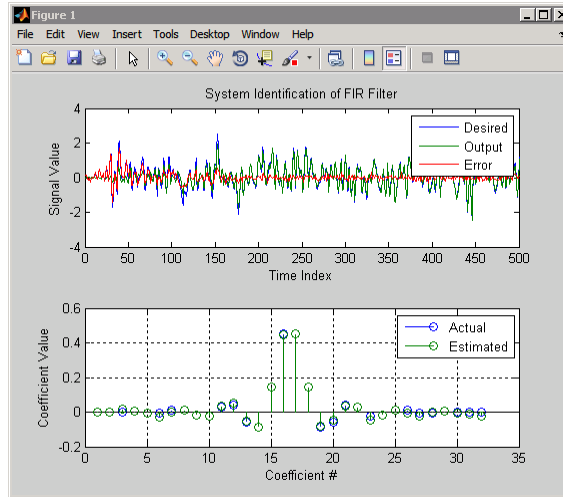 Figure 1
File Edit View Insert Tools Desktop Window Help
System Identification of FIR Filter
Signal Value
4
2
0
-2
-4
Desired
Output
Error
0 50 100 150 200 250 300 350 400 450 500
Time Index
Coefficient Value
0.6
0.4
0.2
0
-0.2
Actual
Estimated
0 5 10 15 20 25 30 35
Coefficient #